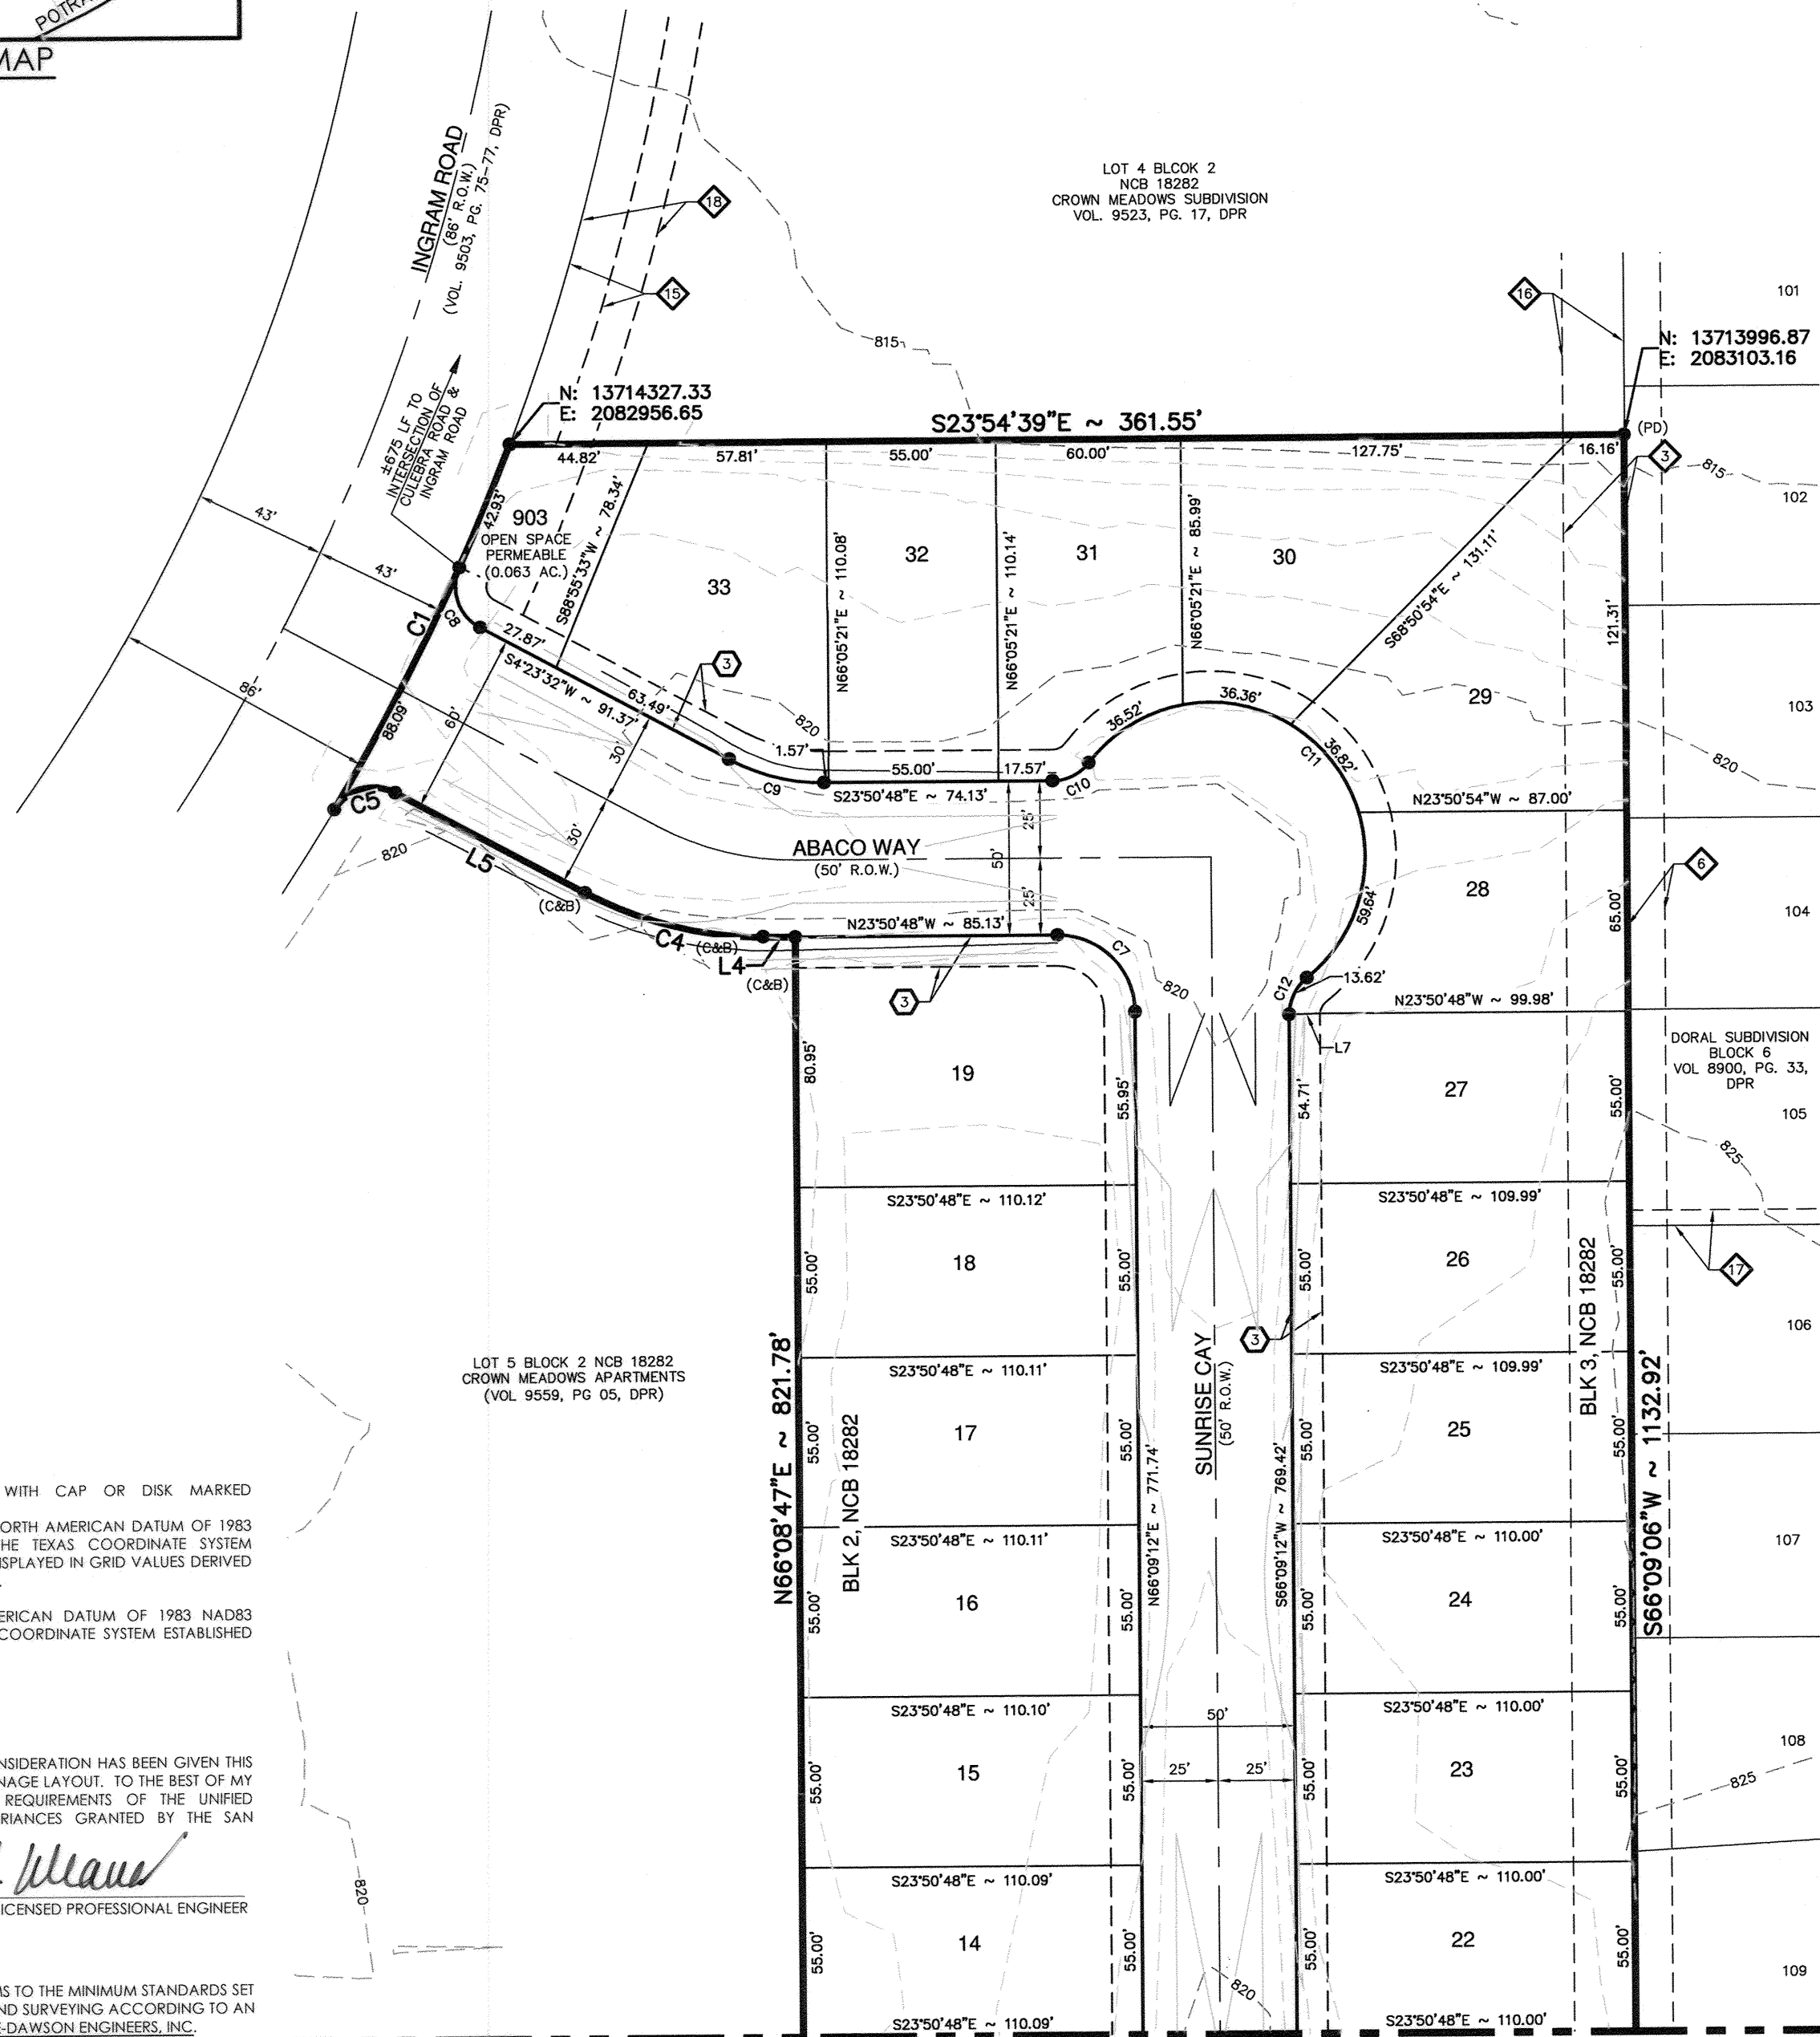 MAP
INGRAM ROAD
(86' R.O.W.)
(VOL. 9503, PG. 75-77, DPR)
18
15
LOT 4 BLCOK 2
NCB 18282
CROWN MEADOWS SUBDIVISION
VOL. 9523, PG. 17, DPR
16
101
815
N: 13713996.87
E: 2083103.16
±675 LF TO
INTERSECTION OF
CULEBRA ROAD &
INGRAM ROAD
N: 13714327.33
E: 2082956.65
S23°54'39"E ~ 361.55'
(PD)
44.82'
57.81'
55.00'
60.00'
127.75'
16.16'
3
815
102
43'
43'
86'
42.93'
903
OPEN SPACE
PERMEABLE
(0.063 AC.)
S88°55'33"W ~ 78.34'
33
N66°05'21"E ~ 110.08'
32
N66°05'21"E ~ 110.14'
31
N66°05'21"E ~ 85.99'
30
S68°50'54"E ~ 131.11'
121.31'
C1
C8
27.87'
S4°23'32"W ~ 91.37'
63.49'
3
820
88.09'
60'
30'
30'
1.57'
C9
55.00'
17.57'
S23°50'48"E ~ 74.13'
C10
36.52'
36.36'
C11
36.82'
29
103
820
N23°50'54"W ~ 87.00'
C5
820
L5
ABACO WAY
(50' R.O.W.)
50'
25'
25'
59.64'
28
65.00'
6
104
(C&B)
C4
(C&B)
L4
(C&B)
N23°50'48"W ~ 85.13'
C7
820
C12
13.62'
N23°50'48"W ~ 99.98'
3
L7
DORAL SUBDIVISION
BLOCK 6
VOL 8900, PG. 33,
DPR
80.95'
19
55.95'
54.71'
27
55.00'
105
825
S23°50'48"E ~ 110.12'
S23°50'48"E ~ 109.99'
55.00'
18
55.00'
55.00'
26
55.00'
17
106
3
SUNRISE CAY
(50' R.O.W.)
BLK 3, NCB 18282
LOT 5 BLOCK 2 NCB 18282
CROWN MEADOWS APARTMENTS
(VOL 9559, PG 05, DPR)
S23°50'48"E ~ 110.11'
S23°50'48"E ~ 109.99'
N66°08'47"E ~ 821.78'
BLK 2, NCB 18282
55.00'
17
55.00'
N66°09'12"E ~ 771.74'
S66°09'12"W ~ 769.42'
55.00'
25
55.00'
S66°09'06"W ~ 1132.92'
WITH CAP OR DISK MARKED
ORTH AMERICAN DATUM OF 1983
THE TEXAS COORDINATE SYSTEM
ISPLAYED IN GRID VALUES DERIVED
S23°50'48"E ~ 110.11'
S23°50'48"E ~ 110.00'
107
55.00'
16
55.00'
55.00'
24
55.00'
ERICAN DATUM OF 1983 NAD83
COORDINATE SYSTEM ESTABLISHED
S23°50'48"E ~ 110.10'
50'
S23°50'48"E ~ 110.00'
108
NSIDERATION HAS BEEN GIVEN THIS
NAGE LAYOUT. TO THE BEST OF MY
REQUIREMENTS OF THE UNIFIED
RIANCES GRANTED BY THE SAN
55.00'
15
55.00'
25'
25'
55.00'
23
55.00'
825
820
S23°50'48"E ~ 110.09'
S23°50'48"E ~ 110.00'
ICENSED PROFESSIONAL ENGINEER
55.00'
14
55.00'
820
55.00'
22
55.00'
109
MS TO THE MINIMUM STANDARDS SET
ND SURVEYING ACCORDING TO AN
E-DAWSON ENGINEERS, INC.
S23°50'48"E ~ 110.09'
S23°50'48"E ~ 110.00'